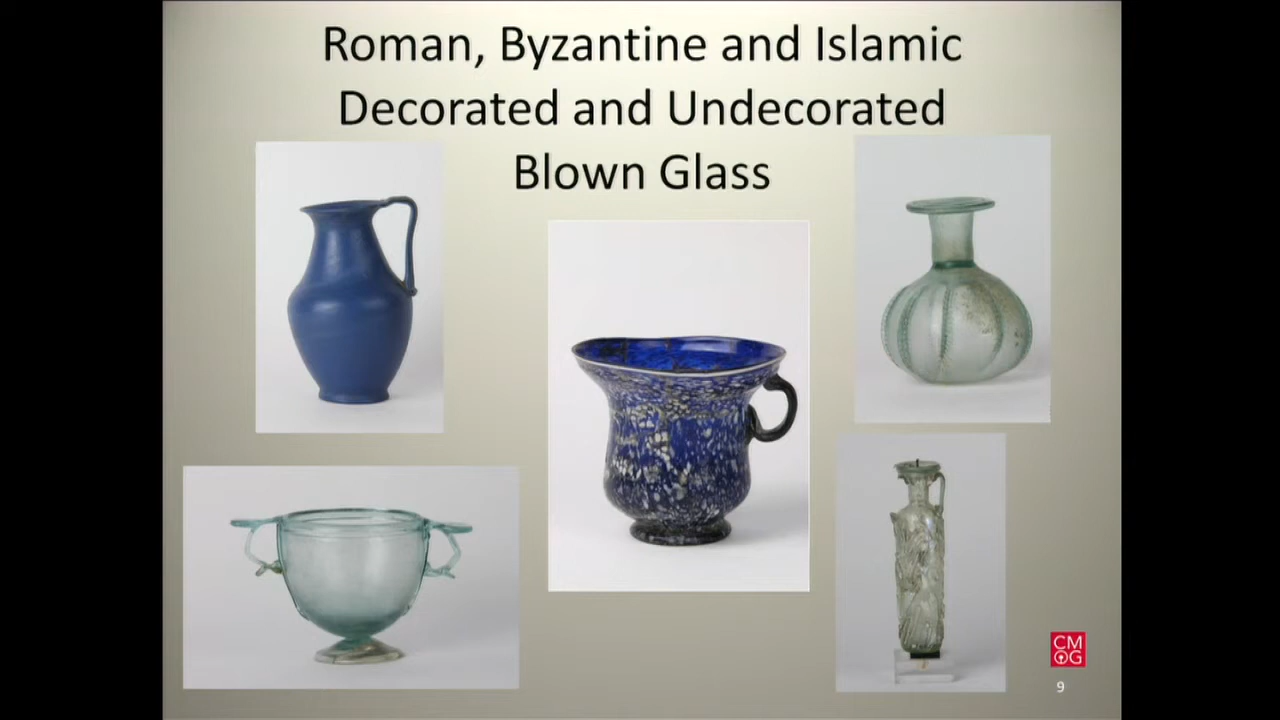 Roman, Byzantine and Islamic
Decorated and Undecorated
Blown Glass
CM
OG
9